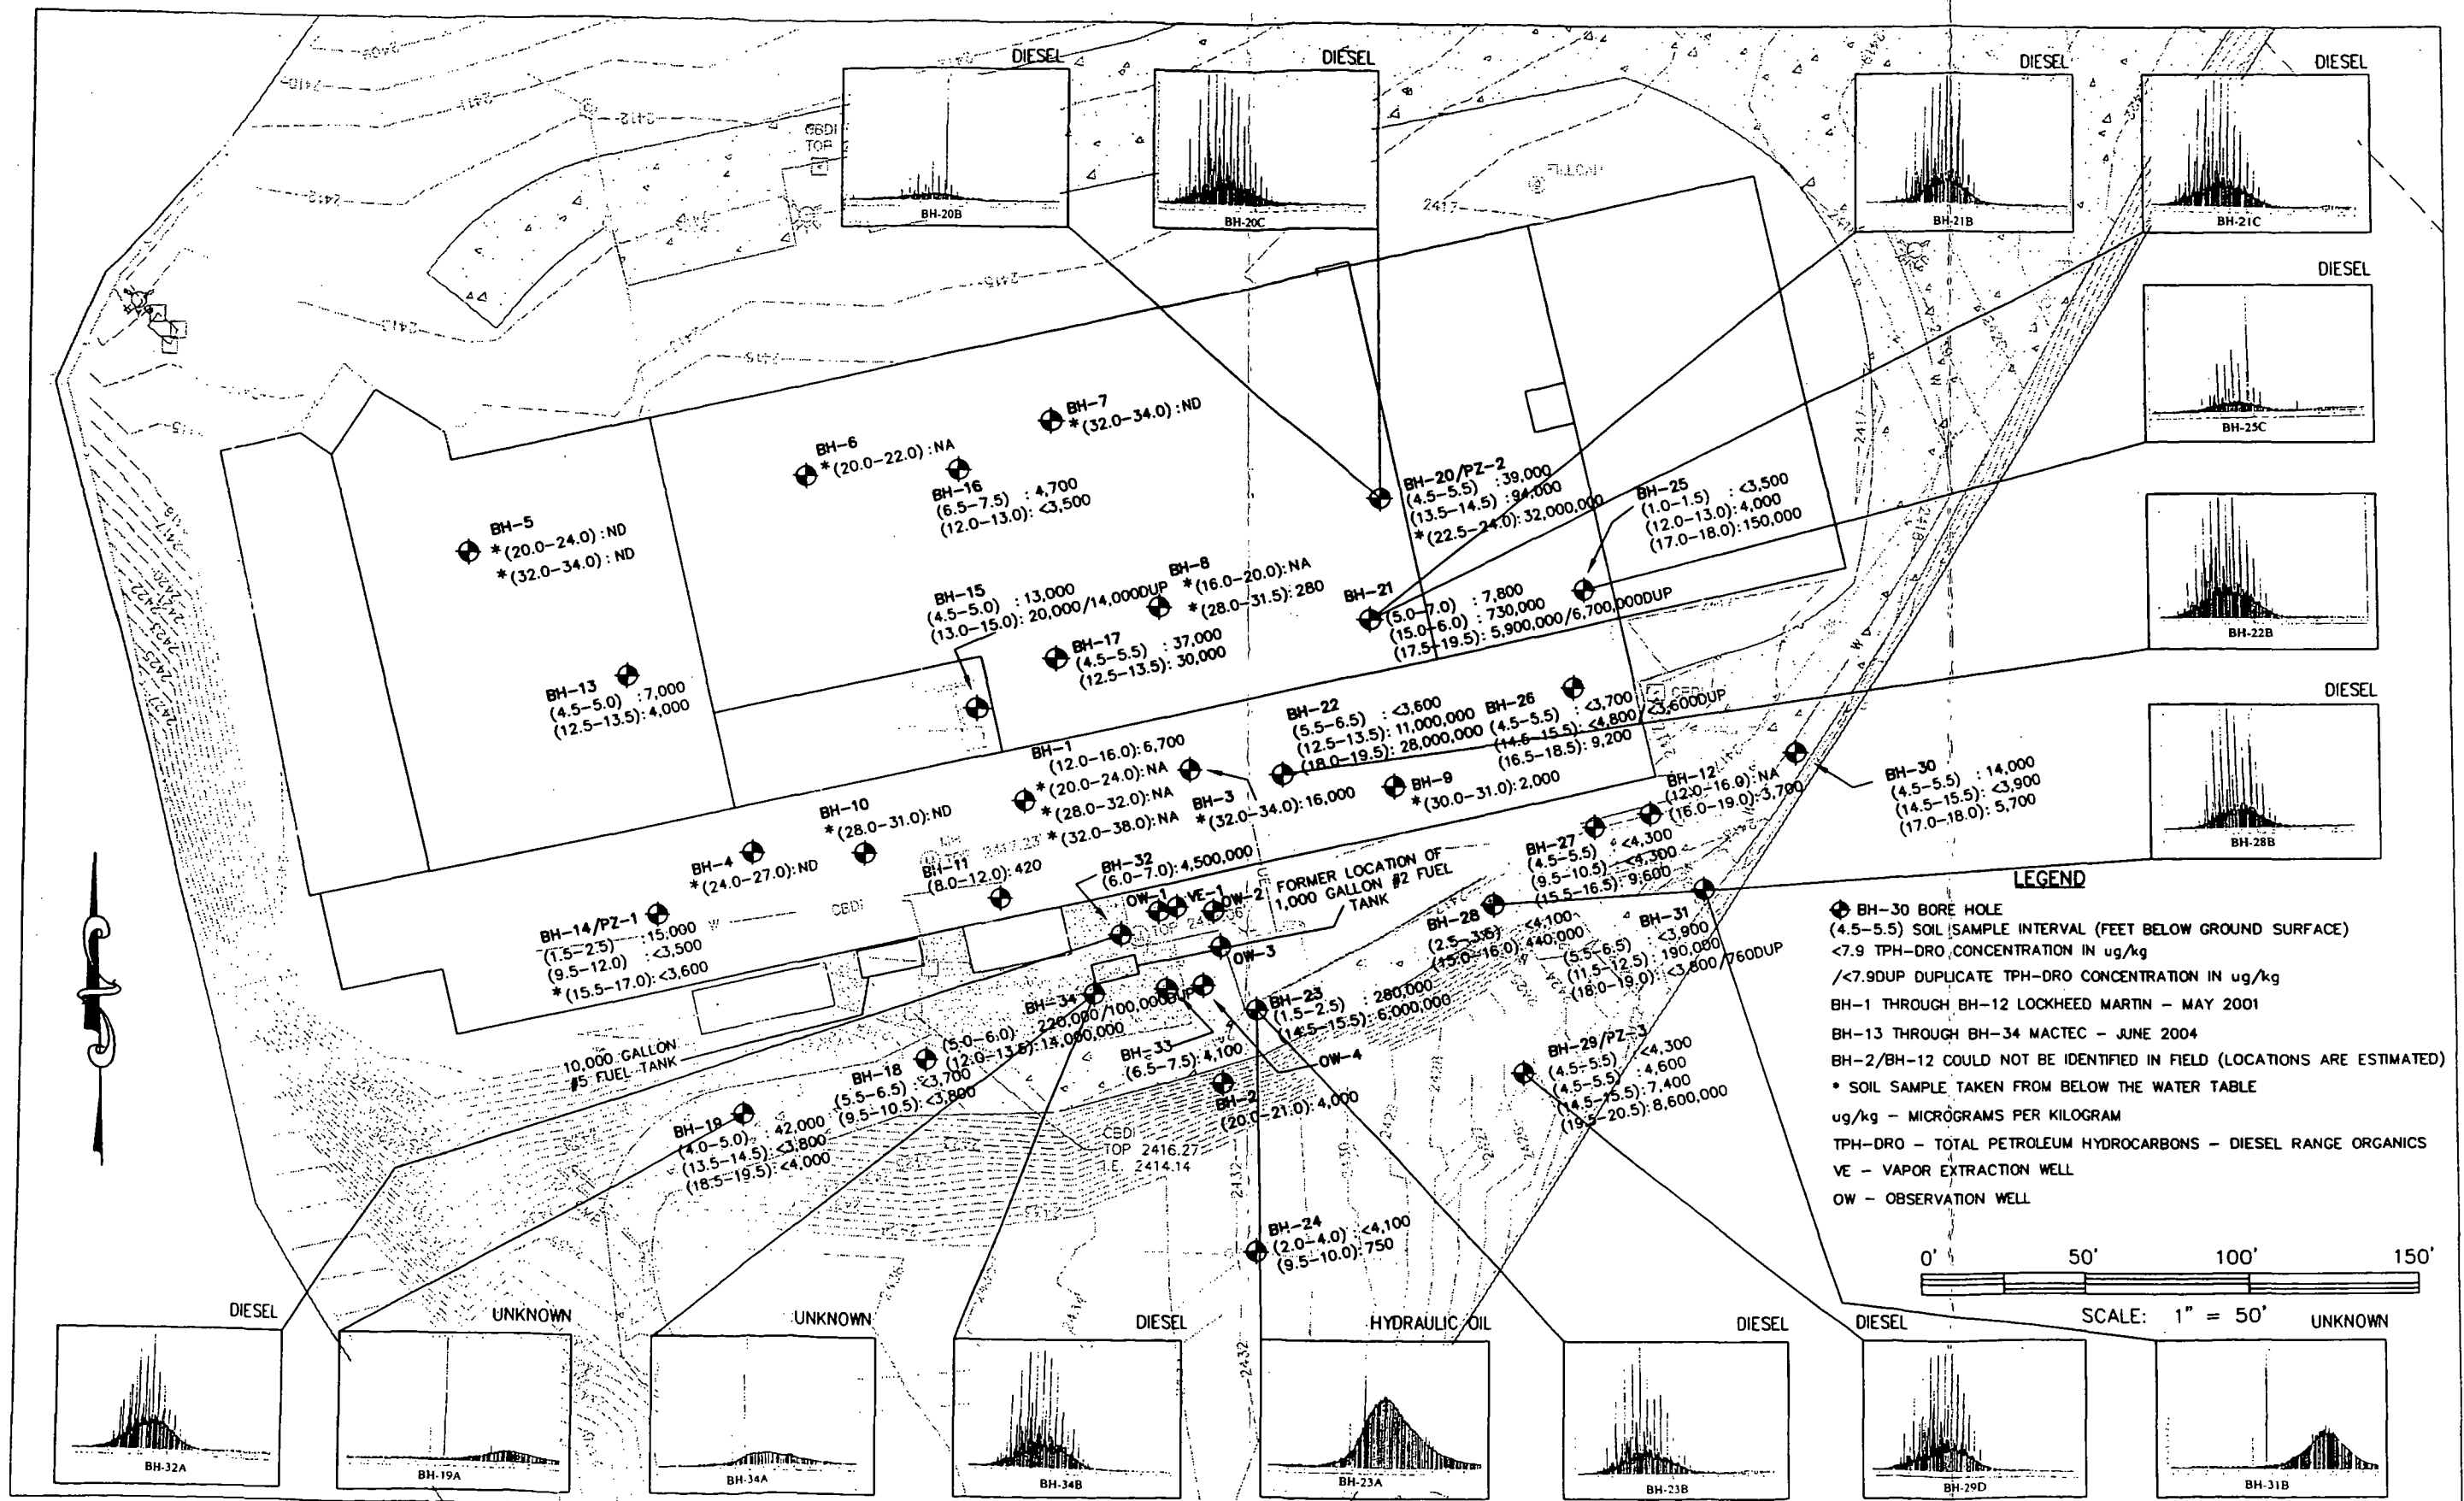 DIESEL
BH-20B
DIESEL
BH-20C
DIESEL
BH-21B
DIESEL
BH-21C
DIESEL
BH-25C
BH-22B
DIESEL
BH-28B
2411
2412
2413
2415
2417
CBDI
TOP
BH-7
*(32.0-34.0):ND
BH-6
*(20.0-22.0):NA
BH-16
(6.5-7.5) : 4,700
(12.0-13.0): <3,500
BH-5
*(20.0-24.0):ND
*(32.0-34.0):ND
BH-20/PZ-2
(4.5-5.5) : 39,000
(13.5-14.5) : 94,000
*(22.5-24.0): 32,000,000
BH-25
(1.0-1.5) : <3,500
(12.0-13.0): 4,000
(17.0-18.0): 150,000
BH-15
(4.5-5.0) : 13,000
(13.0-15.0): 20,000/14,000DUP
BH-8
*(16.0-20.0):NA
*(28.0-31.5): 280
BH-21
(5.0-7.0) : 7,800
(15.0-6.0) : 730,000
(17.5-19.5): 5,900,000/6,700,000DUP
BH-17
(4.5-5.5) : 37,000
(12.5-13.5): 30,000
BH-13
(4.5-5.0) : 7,000
(12.5-13.5): 4,000
BH-22
(5.5-6.5) : <3,600
(12.5-13.5): 11,000,000
(18.0-19.5): 28,000,000
BH-26
(4.5-5.5) : <3,700
(14.6-15.5): <4,800/<3,600DUP
(16.5-18.5): 9,200
BH-1
(12.0-16.0): 6,700
*(20.0-24.0):NA
*(28.0-32.0):NA
*(32.0-38.0):NA
BH-3
*(32.0-34.0): 16,000
BH-9
*(30.0-31.0): 2,000
BH-12
(12.0-16.0): NA
(16.0-19.0): 3,700
BH-30
(4.5-5.5) : 14,000
(14.5-15.5): <3,900
(17.0-18.0): 5,700
BH-10
*(28.0-31.0): ND
BH-4
*(24.0-27.0): ND
BH-11
(8.0-12.0): 420
BH-32
(6.0-7.0): 4,500,000
OW-1
VE-1
OW-2
FORMER LOCATION OF
1,000 GALLON #2 FUEL
TANK
OW-3
BH-27
(4.5-5.5) : <4,300
(9.5-10.5): <4,300
(15.5-16.5): 9,600
BH-28
(2.5-3.5) : <4,100
(15.0-16.0): 440,000
BH-31
(5.5-6.5) : <3,900
(11.5-12.5): 190,000
(18.0-19.0): <3,800/760DUP
BH-14/PZ-1
(1.5-2.5) : 15,000
(9.5-12.0) : <3,500
*(15.5-17.0): <3,600
CBDI
BH-34
(5.0-6.0) : 220,000/100,000DUP
(12.0-13.5): 14,000,000
BH-23
(1.5-2.5) : 280,000
(14.5-15.5): 6,000,000
BH-33
(6.5-7.5): 4,100
OW-4
10,000 GALLON
#5 FUEL TANK
BH-18
(5.5-6.5) : <3,700
(9.5-10.5): <3,800
BH-2
(20.0-21.0): 4,000
BH-29/PZ-3
(4.5-5.5) : <4,300
(4.5-5.5) : 4,600
(14.5-15.5): 7,400
(19.5-20.5): 8,600,000
BH-19
(4.0-5.0) : 42,000
(13.5-14.5): <3,800
(18.5-19.5): <4,000
CBDI
TOP 2416.27
I.E. 2414.14
2432
BH-24
(2.0-4.0) : <4,100
(9.5-10.0): 750
2432
LEGEND
BH-30 BORE HOLE
(4.5-5.5) SOIL SAMPLE INTERVAL (FEET BELOW GROUND SURFACE)
<7.9 TPH-DRO CONCENTRATION IN ug/kg
/<7.9DUP DUPLICATE TPH-DRO CONCENTRATION IN ug/kg
BH-1 THROUGH BH-12 LOCKHEED MARTIN - MAY 2001
BH-13 THROUGH BH-34 MACTEC - JUNE 2004
BH-2/BH-12 COULD NOT BE IDENTIFIED IN FIELD (LOCATIONS ARE ESTIMATED)
* SOIL SAMPLE TAKEN FROM BELOW THE WATER TABLE
ug/kg - MICROGRAMS PER KILOGRAM
TPH-DRO - TOTAL PETROLEUM HYDROCARBONS - DIESEL RANGE ORGANICS
VE - VAPOR EXTRACTION WELL
OW - OBSERVATION WELL
0' 50' 100' 150'
SCALE: 1" = 50'
DIESEL
BH-32A
UNKNOWN
BH-19A
UNKNOWN
BH-34A
DIESEL
BH-34B
HYDRAULIC OIL
BH-23A
DIESEL
BH-23B
DIESEL
BH-29D
UNKNOWN
BH-31B